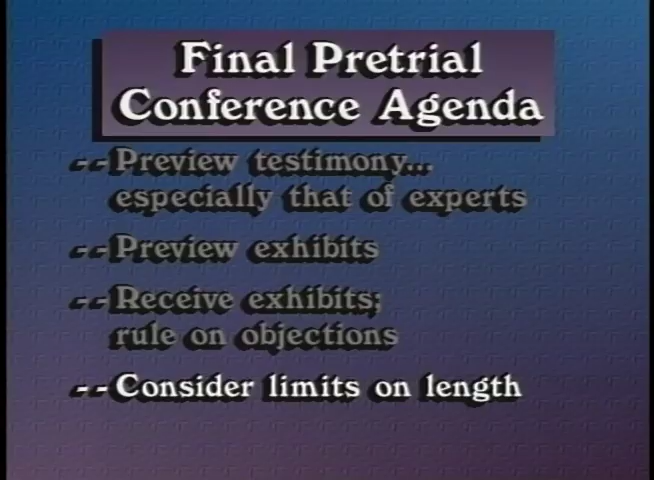 Final Pretrial
Conference Agenda
--Preview testimony...
especially that of experts
--Preview exhibits
--Receive exhibits;
rule on objections
--Consider limits on length